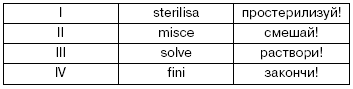 I sterilisa простерилизуй!
II misce смешай!
III solve раствори!
IV fini закончи!